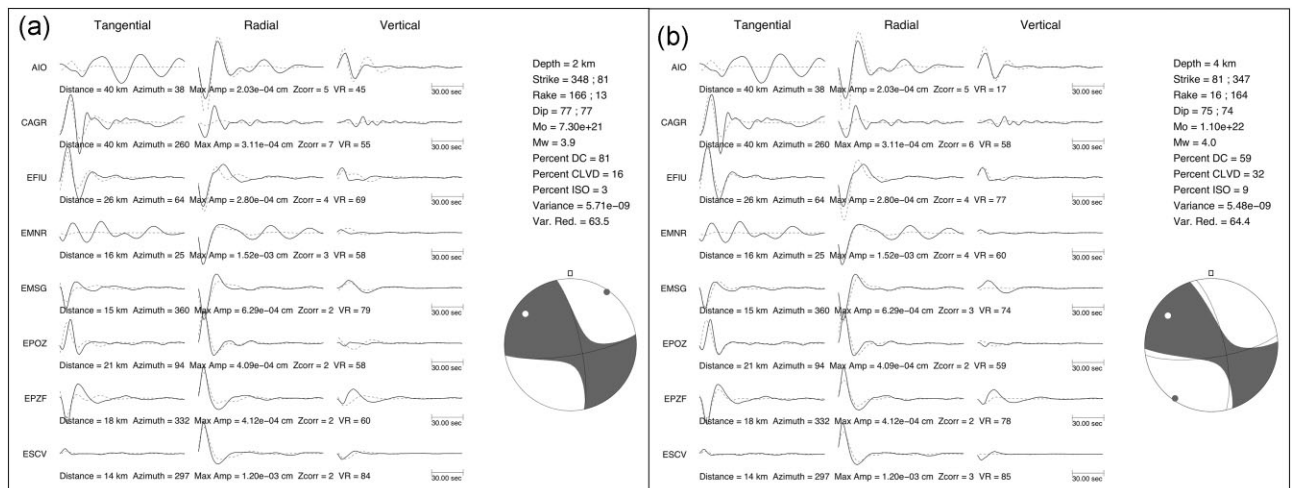 (a)
Tangential Radial Vertical
AIO
Distance = 40 km Azimuth = 38 Max Amp = 2.03e-04 cm Zcorr = 5 VR = 45
30.00 sec
CAGR
Distance = 40 km Azimuth = 260 Max Amp = 3.11e-04 cm Zcorr = 7 VR = 55
30.00 sec
EFIU
Distance = 26 km Azimuth = 64 Max Amp = 2.80e-04 cm Zcorr = 4 VR = 69
30.00 sec
EMNR
Distance = 16 km Azimuth = 25 Max Amp = 1.52e-03 cm Zcorr = 3 VR = 58
30.00 sec
EMSG
Distance = 15 km Azimuth = 360 Max Amp = 6.29e-04 cm Zcorr = 2 VR = 79
30.00 sec
EPOZ
Distance = 21 km Azimuth = 94 Max Amp = 4.09e-04 cm Zcorr = 2 VR = 58
30.00 sec
EPZF
Distance = 18 km Azimuth = 332 Max Amp = 4.12e-04 cm Zcorr = 2 VR = 60
30.00 sec
ESCV
Distance = 14 km Azimuth = 297 Max Amp = 1.20e-03 cm Zcorr = 2 VR = 84
30.00 sec
Depth = 2 km
Strike = 348 ; 81
Rake = 166 ; 13
Dip = 77 ; 77
Mo = 7.30e+21
Mw = 3.9
Percent DC = 81
Percent CLVD = 16
Percent ISO = 3
Variance = 5.71e-09
Var. Red. = 63.5
(b)
Tangential Radial Vertical
AIO
Distance = 40 km Azimuth = 38 Max Amp = 2.03e-04 cm Zcorr = 5 VR = 17
30.00 sec
CAGR
Distance = 40 km Azimuth = 260 Max Amp = 3.11e-04 cm Zcorr = 6 VR = 58
30.00 sec
EFIU
Distance = 26 km Azimuth = 64 Max Amp = 2.80e-04 cm Zcorr = 4 VR = 77
30.00 sec
EMNR
Distance = 16 km Azimuth = 25 Max Amp = 1.52e-03 cm Zcorr = 4 VR = 60
30.00 sec
EMSG
Distance = 15 km Azimuth = 360 Max Amp = 6.29e-04 cm Zcorr = 3 VR = 74
30.00 sec
EPOZ
Distance = 21 km Azimuth = 94 Max Amp = 4.09e-04 cm Zcorr = 2 VR = 59
30.00 sec
EPZF
Distance = 18 km Azimuth = 332 Max Amp = 4.12e-04 cm Zcorr = 2 VR = 78
30.00 sec
ESCV
Distance = 14 km Azimuth = 297 Max Amp = 1.20e-03 cm Zcorr = 3 VR = 85
30.00 sec
Depth = 4 km
Strike = 81 ; 347
Rake = 16 ; 164
Dip = 75 ; 74
Mo = 1.10e+22
Mw = 4.0
Percent DC = 59
Percent CLVD = 32
Percent ISO = 9
Variance = 5.48e-09
Var. Red. = 64.4